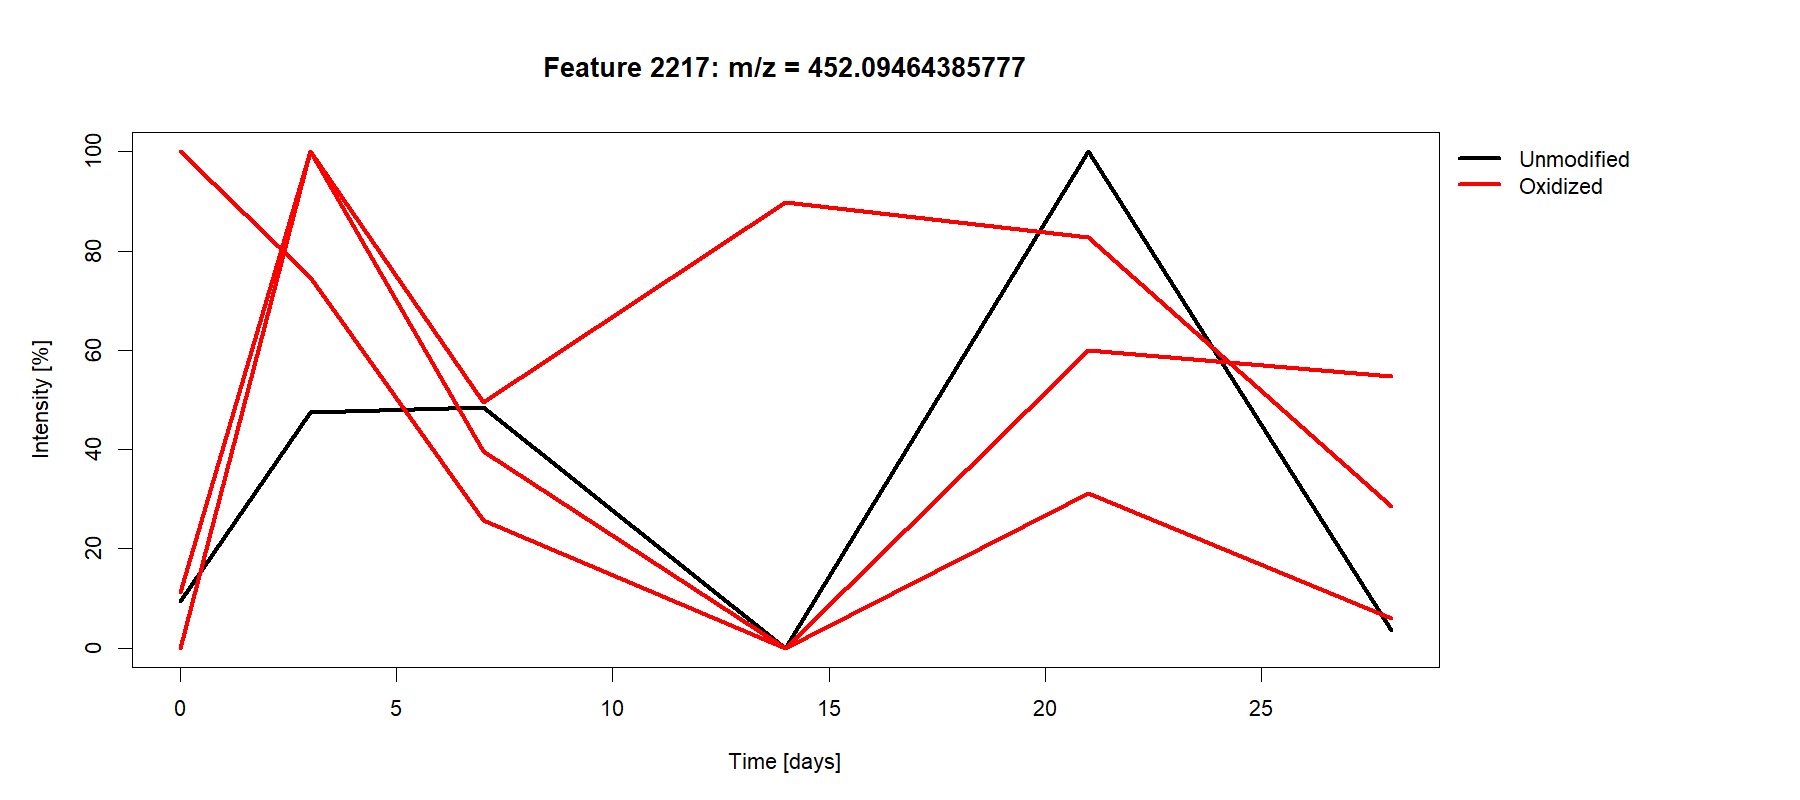 Feature 2217: m/z = 452.09464385777
Unmodified
Oxidized
Intensity [%]
100
80
60
40
20
0
0 5 10 15 20 25
Time [days]